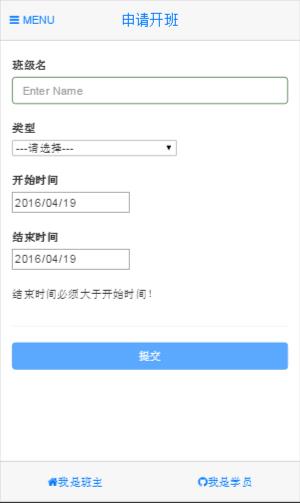 MENU 申请开班
班级名
Enter Name
类型
---请选择---
开始时间
2016/04/19
结束时间
2016/04/19
结束时间必须大于开始时间！
提交
我是班主 我是学员